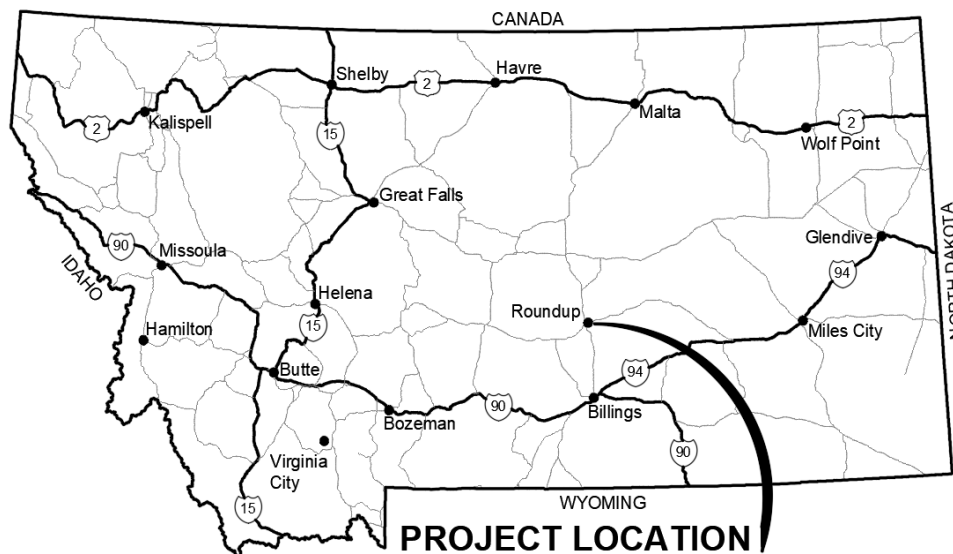 CANADA
Shelby
2
Havre
Kalispell
2
Malta
15
2
Wolf Point
Great Falls
Glendive
90
Missoula
94
IDAHO
NORTH DAKOTA
Helena
Roundup
Hamilton
15
Miles City
Butte
94
90
Billings
Bozeman
90
Virginia
City
15
WYOMING
PROJECT LOCATION